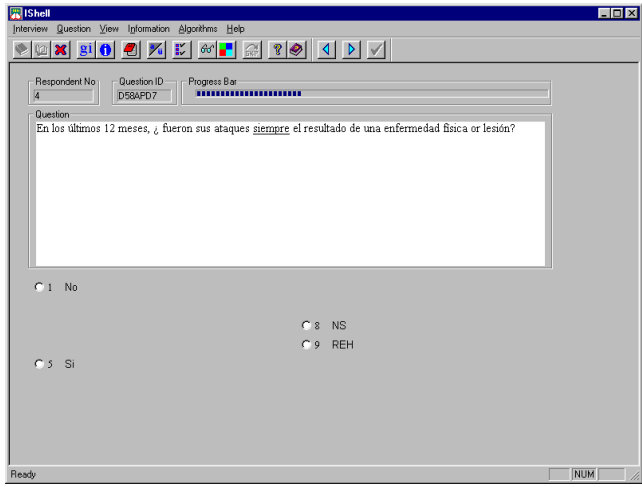 IShell
Interview Question View Information Algorithms Help
gi
Respondent No Question ID Progress Bar
4 D58APD7
Question
En los últimos 12 meses, ¿ fueron sus ataques siempre el resultado de una enfermedad física or lesión?
1 No
8 NS
9 REH
5 Si
Ready NUM